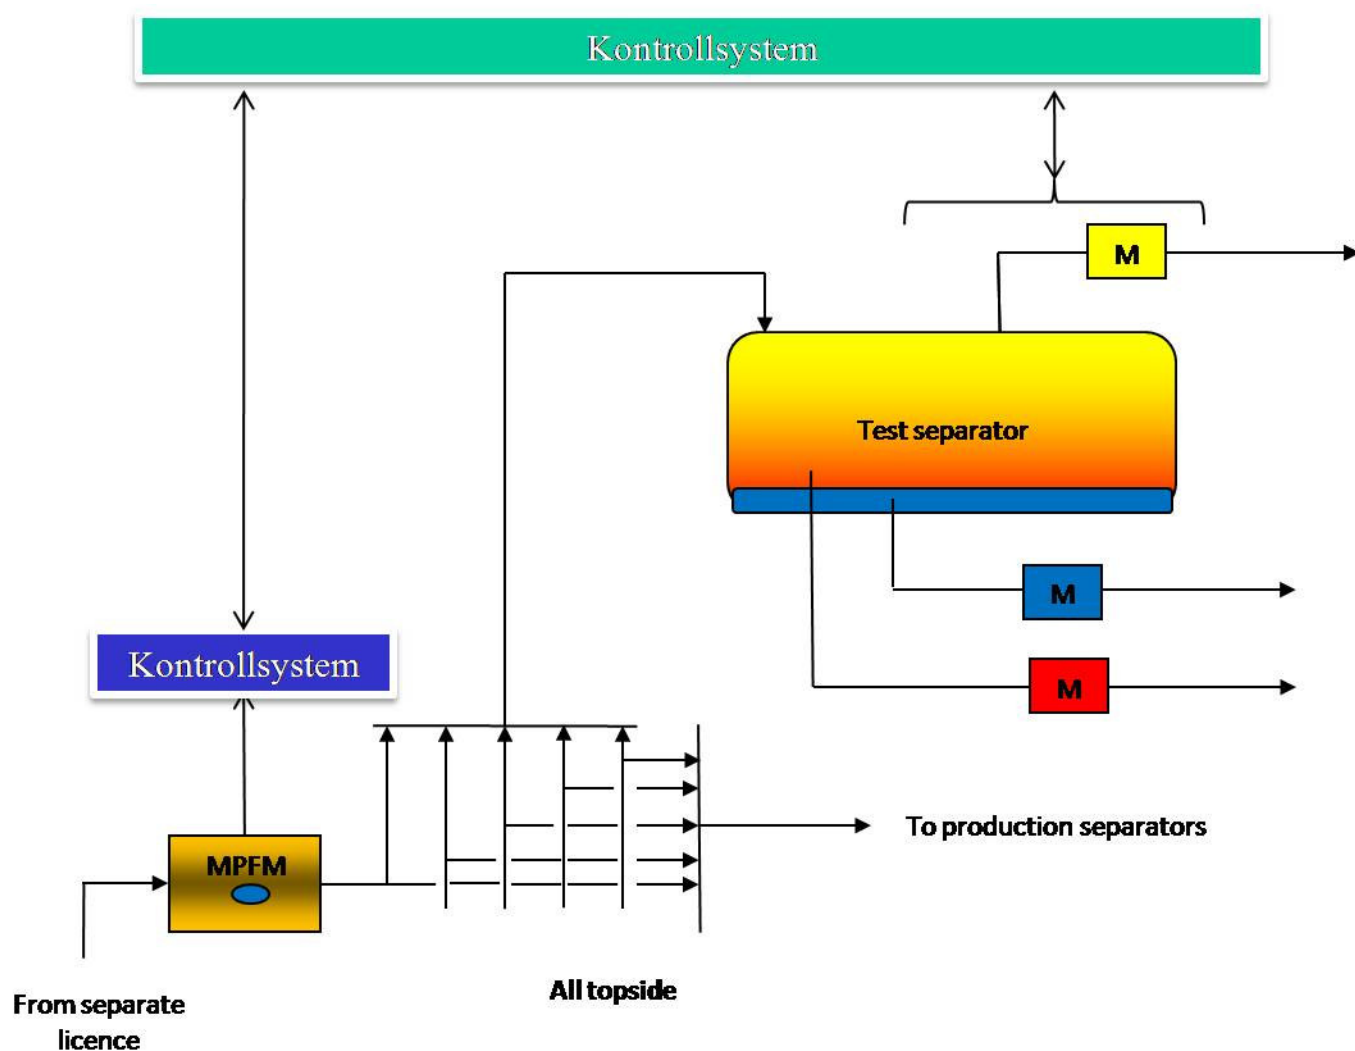 Kontrollsystem
M
Test separator
M
Kontrollsystem
M
MPFM
To production separators
All topside
From separate
licence